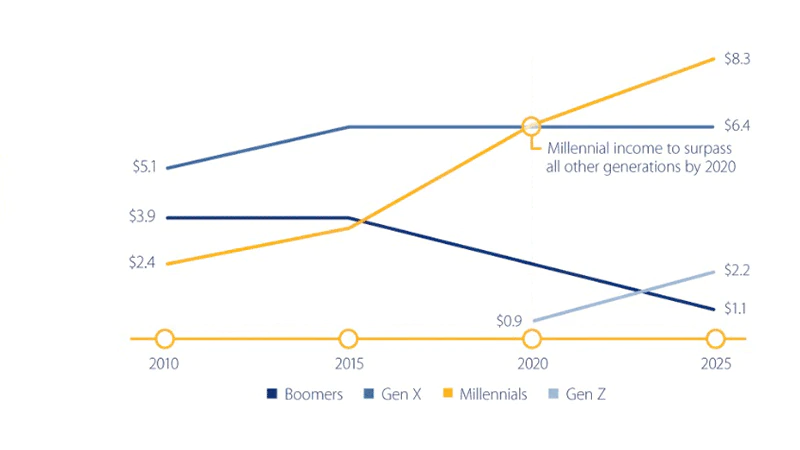 $8.3
$6.4
Millennial income to surpass
all other generations by 2020
$5.1
$3.9
$2.4
$2.2
$1.1
$0.9
2010 2015 2020 2025
Boomers Gen X Millennials Gen Z